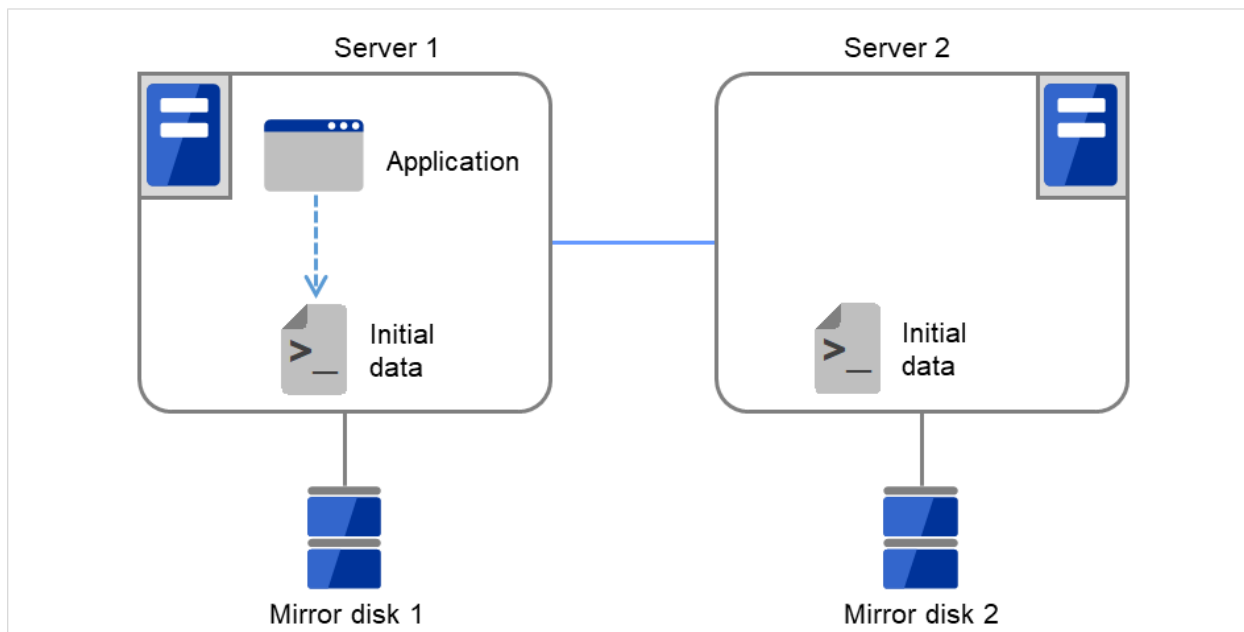 Server 1
Server 2
Application
Initial
data
Initial
data
Mirror disk 1
Mirror disk 2